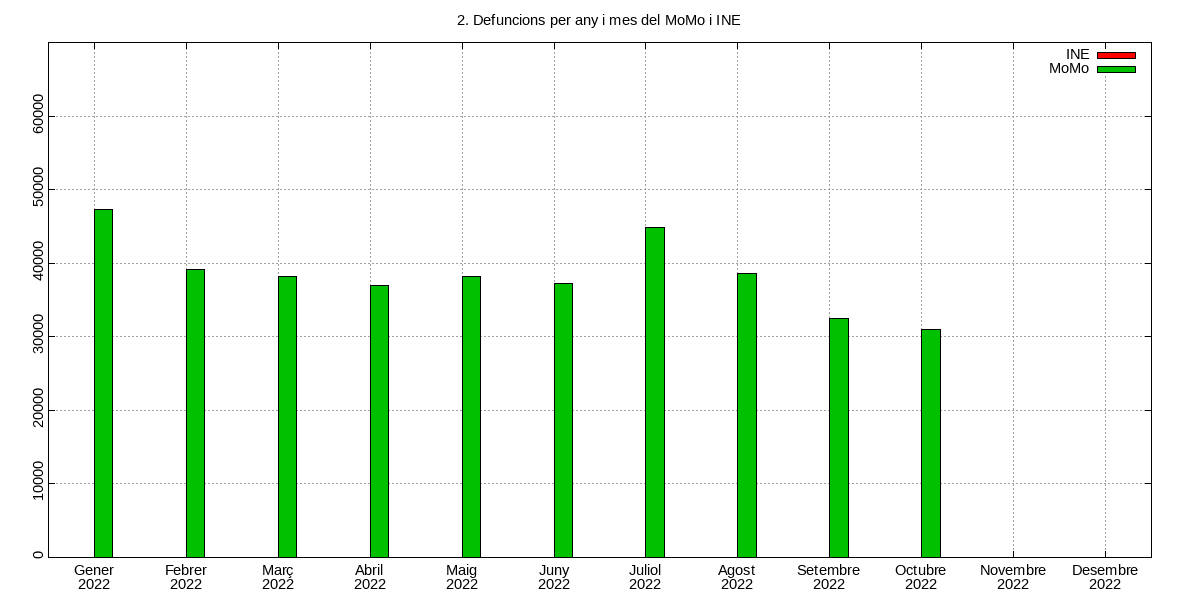 2. Defuncions per any i mes del MoMo i INE
INE
MoMo
60000
50000
40000
30000
20000
10000
0
Gener Febrer Març Abril Maig Juny Juliol Agost Setembre Octubre Novembre Desembre
2022 2022 2022 2022 2022 2022 2022 2022 2022 2022 2022 2022